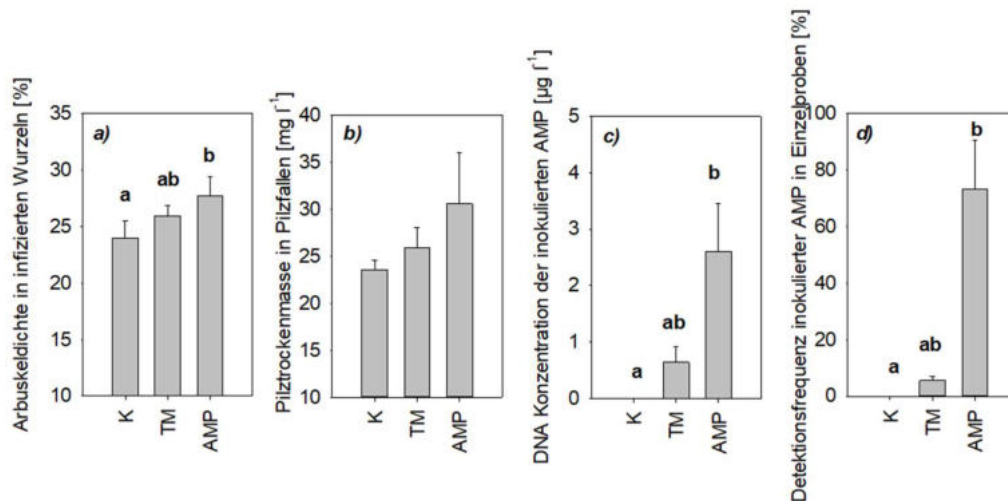 Arbuskeldichte in infizierten Wurzeln [%]
35
30
25
20
15
10
a)
a
ab
b
K
TM
AMP
Pilztrockenmasse in Pilzfallen [mg l⁻¹]
40
35
30
25
20
15
10
b)
K
TM
AMP
DNA Konzentration der inokulierten AMP [µg l⁻¹]
5
4
3
2
1
0
c)
a
ab
b
K
TM
AMP
Detektionsfrequenz inokulierter AMP in Einzelproben [%]
100
80
60
40
20
0
d)
a
ab
b
K
TM
AMP